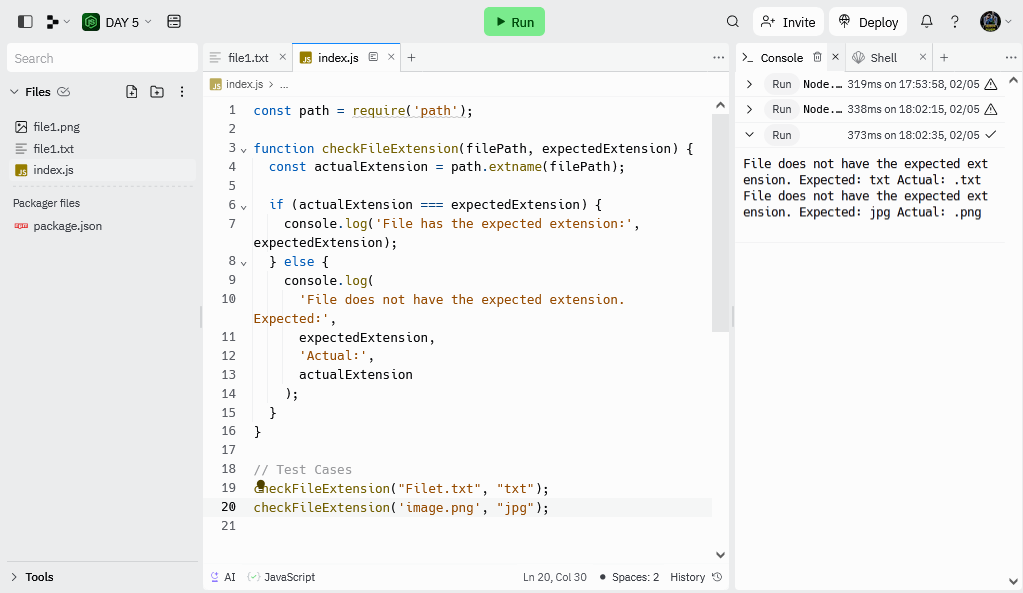 DAY 5
Run
Invite
Deploy
Search
Files
file1.png
file1.txt
index.js
Packager files
package.json
Tools
file1.txt
index.js
index.js > ...
1 const path = require('path');
2
3 function checkFileExtension(filePath, expectedExtension) {
4 const actualExtension = path.extname(filePath);
5
6 if (actualExtension === expectedExtension) {
7 console.log('File has the expected extension:',
expectedExtension);
8 } else {
9 console.log(
10 'File does not have the expected extension.
Expected:',
11 expectedExtension,
12 'Actual:',
13 actualExtension
14 );
15 }
16 }
17
18 // Test Cases
19 checkFileExtension("Filet.txt", "txt");
20 checkFileExtension('image.png', "jpg");
21
AI
JavaScript
Ln 20, Col 30
Spaces: 2
History
Console
Shell
Run Node... 319ms on 17:53:58, 02/05
Run Node... 338ms on 18:02:15, 02/05
Run 373ms on 18:02:35, 02/05
File does not have the expected ext
ension. Expected: txt Actual: .txt
File does not have the expected ext
ension. Expected: jpg Actual: .png